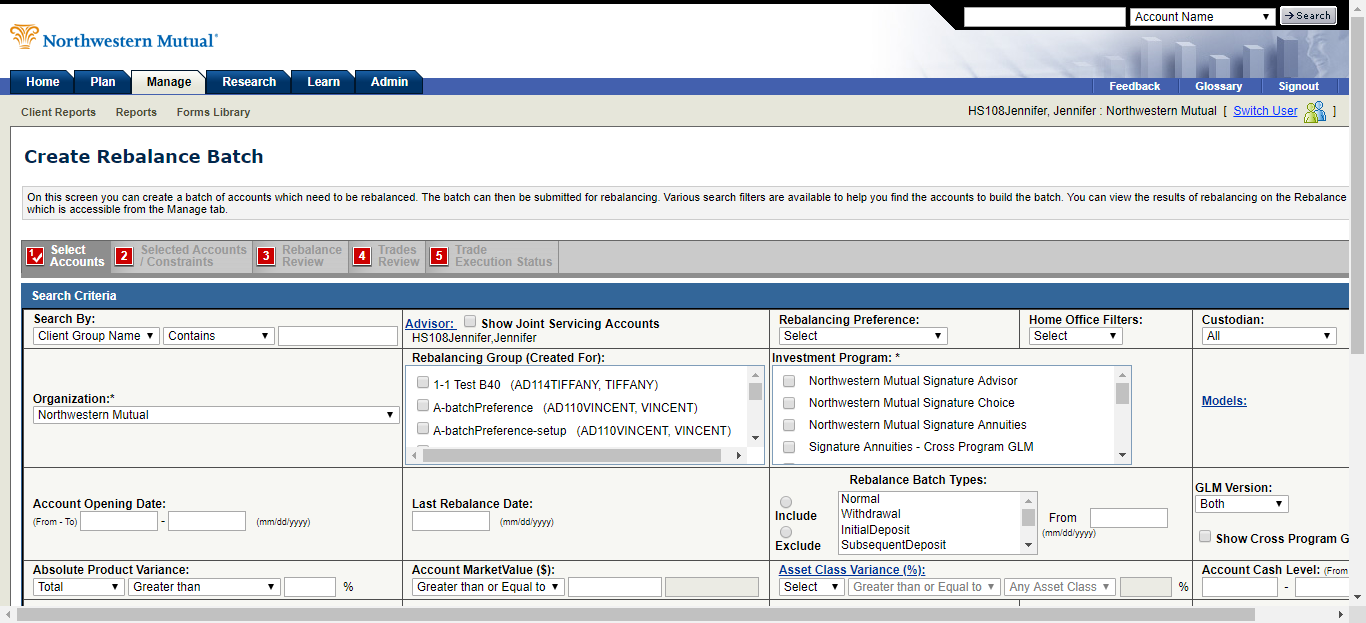 Account Name
Search
Northwestern Mutual®
Home Plan Manage Research Learn Admin
Feedback Glossary Signout
Client Reports Reports Forms Library
HS108Jennifer, Jennifer : Northwestern Mutual [ Switch User ]
Create Rebalance Batch
On this screen you can create a batch of accounts which need to be rebalanced. The batch can then be submitted for rebalancing. Various search filters are available to help you find the accounts to build the batch. You can view the results of rebalancing on the Rebalance
which is accessible from the Manage tab.
1 Select Accounts
2 Selected Accounts / Constraints
3 Rebalance Review
4 Trades Review
5 Trade Execution Status
Search Criteria
Search By:
Client Group Name Contains
Advisor: Show Joint Servicing Accounts
HS108Jennifer,Jennifer
Rebalancing Preference:
Select
Home Office Filters:
Select
Custodian:
All
Organization:*
Northwestern Mutual
Rebalancing Group (Created For):
1-1 Test B40 (AD114TIFFANY, TIFFANY)
A-batchPreference (AD110VINCENT, VINCENT)
A-batchPreference-setup (AD110VINCENT, VINCENT)
Investment Program: *
Northwestern Mutual Signature Advisor
Northwestern Mutual Signature Choice
Northwestern Mutual Signature Annuities
Signature Annuities - Cross Program GLM
Models:
Account Opening Date:
(From - To) - (mm/dd/yyyy)
Last Rebalance Date:
(mm/dd/yyyy)
Rebalance Batch Types:
Include
Exclude
Normal
Withdrawal
InitialDeposit
SubsequentDeposit
From
(mm/dd/yyyy)
GLM Version:
Both
Show Cross Program G
Absolute Product Variance:
Total Greater than %
Account MarketValue ($):
Greater than or Equal to
Asset Class Variance (%):
Select Greater than or Equal to Any Asset Class %
Account Cash Level: (From
-